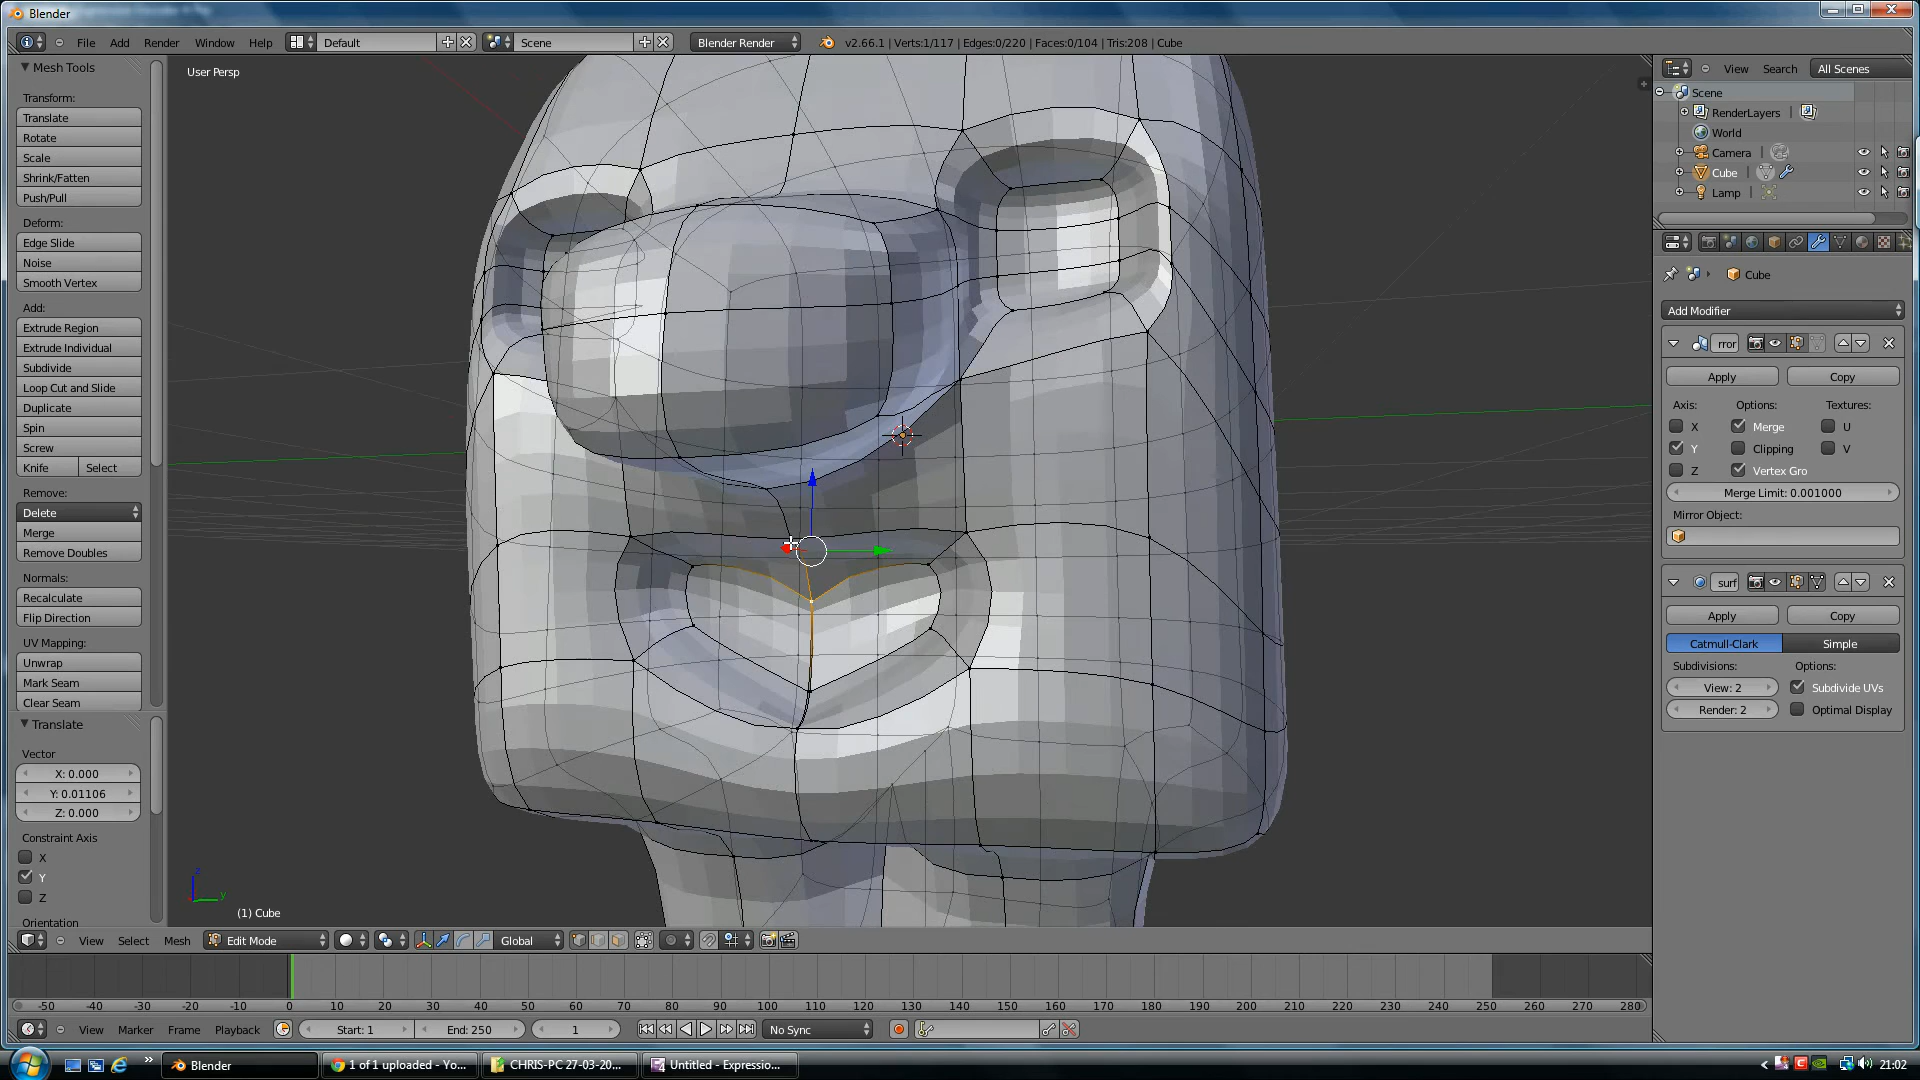 Blender
File Add Render Window Help Default Scene Blender Render v2.66.1 | Verts:1/117 | Edges:0/220 | Faces:0/104 | Tris:208 | Cube
Mesh Tools
Transform:
Translate
Rotate
Scale
Shrink/Fatten
Push/Pull
Deform:
Edge Slide
Noise
Smooth Vertex
Add:
Extrude Region
Extrude Individual
Subdivide
Loop Cut and Slide
Duplicate
Spin
Screw
Knife Select
Remove:
Delete
Merge
Remove Doubles
Normals:
Recalculate
Flip Direction
UV Mapping:
Unwrap
Mark Seam
Clear Seam
Translate
Vector
X: 0.000
Y: 0.01106
Z: 0.000
Constraint Axis
X
Y
Z
Orientation
User Persp
z
y
(1) Cube
View Search All Scenes
Scene
RenderLayers
World
Camera
Cube
Lamp
Cube
Add Modifier
rror
Apply Copy
Axis: Options: Textures:
X Merge U
Y Clipping V
Z Vertex Gro
Merge Limit: 0.001000
Mirror Object:
surf
Apply Copy
Catmull-Clark Simple
Subdivisions: Options:
View: 2 Subdivide UVs
Render: 2 Optimal Display
View Select Mesh Edit Mode Global
-50 -40 -30 -20 -10 0 10 20 30 40 50 60 70 80 90 100 110 120 130 140 150 160 170 180 190 200 210 220 230 240 250 260 270 280
View Marker Frame Playback Start: 1 End: 250 1 No Sync
Blender 1 of 1 uploaded - Yo... CHRIS-PC 27-03-20... Untitled - Expressio... 21:02